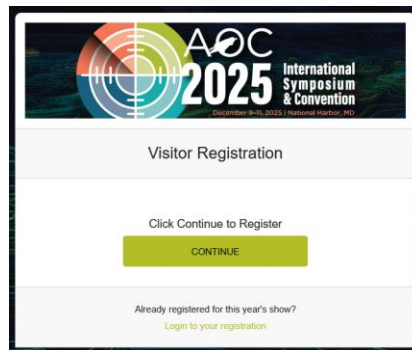 AOC
2025
International
Symposium
& Convention
December 9-11, 2025 | National Harbor, MD
Visitor Registration
Click Continue to Register
CONTINUE
Already registered for this year's show?
Login to your registration